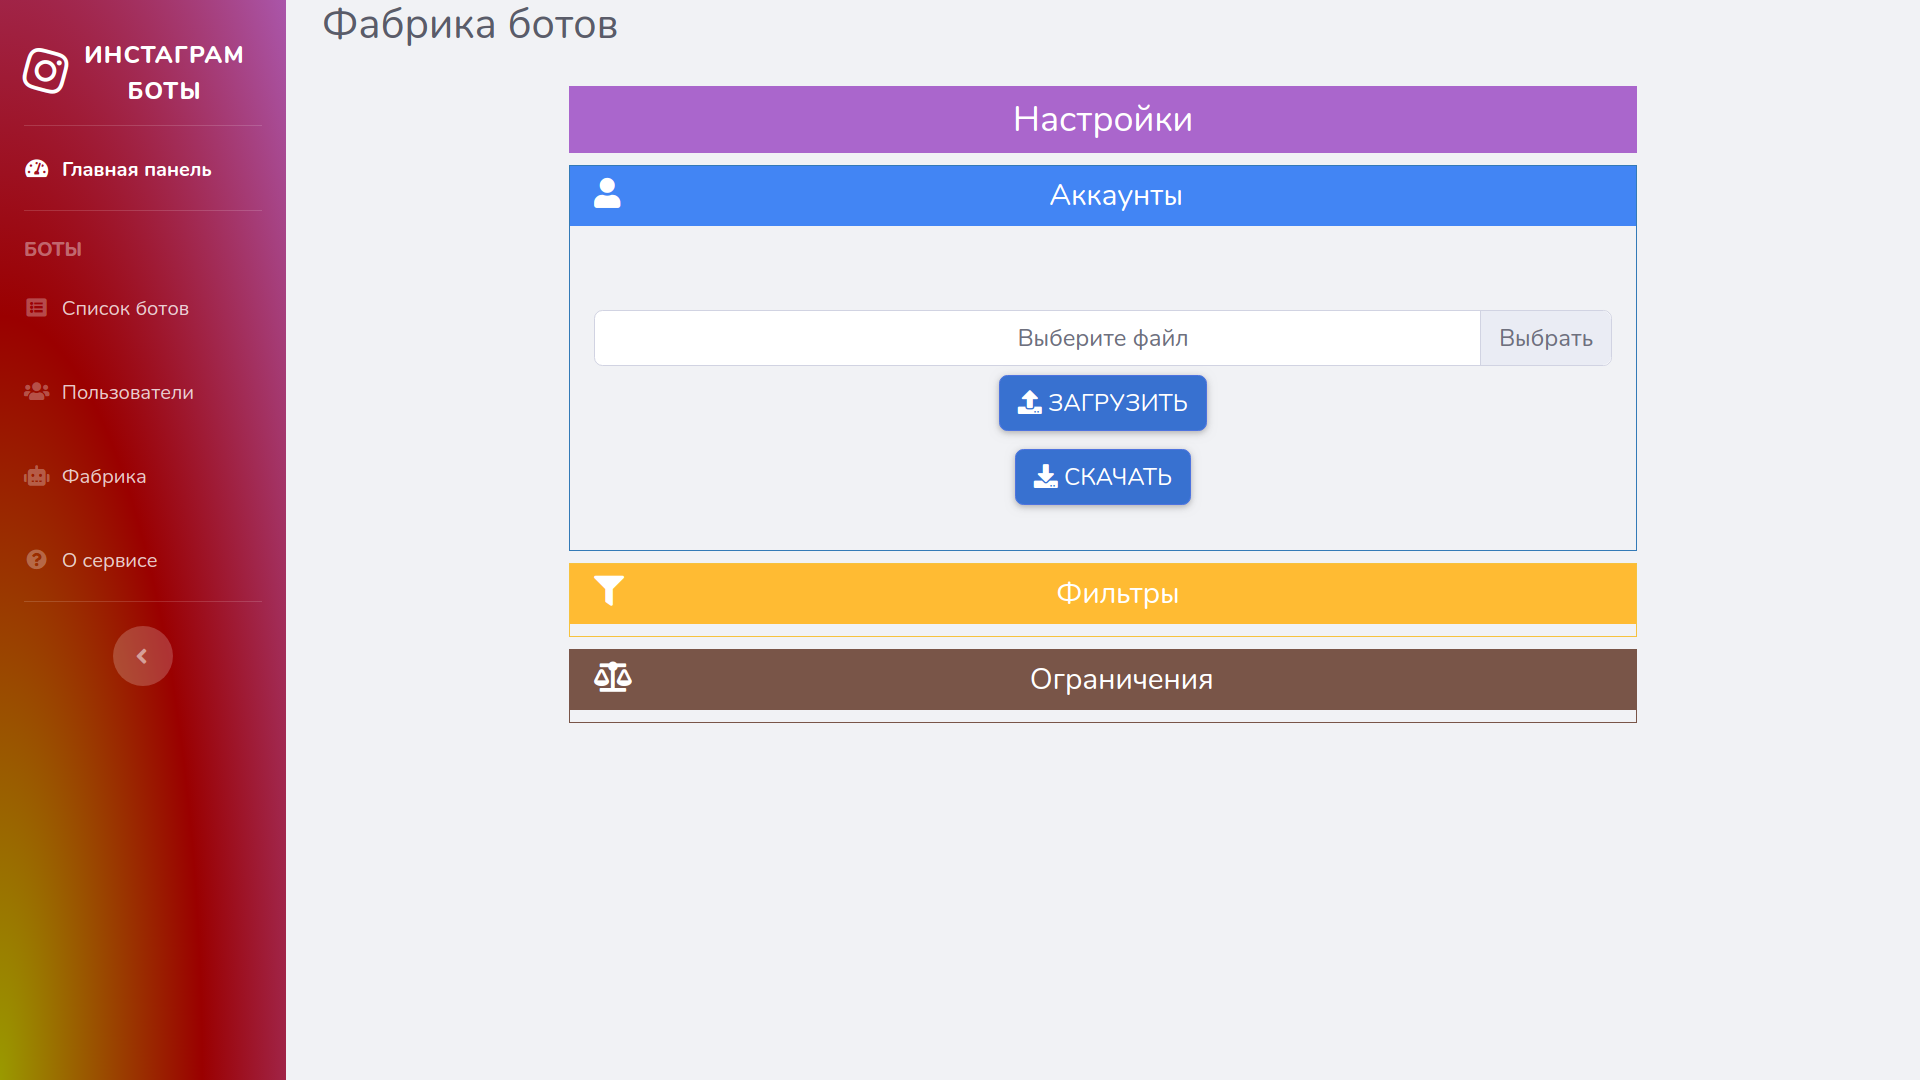 ИНСТАГРАМ
БОТЫ
Главная панель
БОТЫ
Список ботов
Пользователи
Фабрика
О сервисе
Фабрика ботов
Настройки
Аккаунты
Выберите файл
Выбрать
ЗАГРУЗИТЬ
СКАЧАТЬ
Фильтры
Ограничения